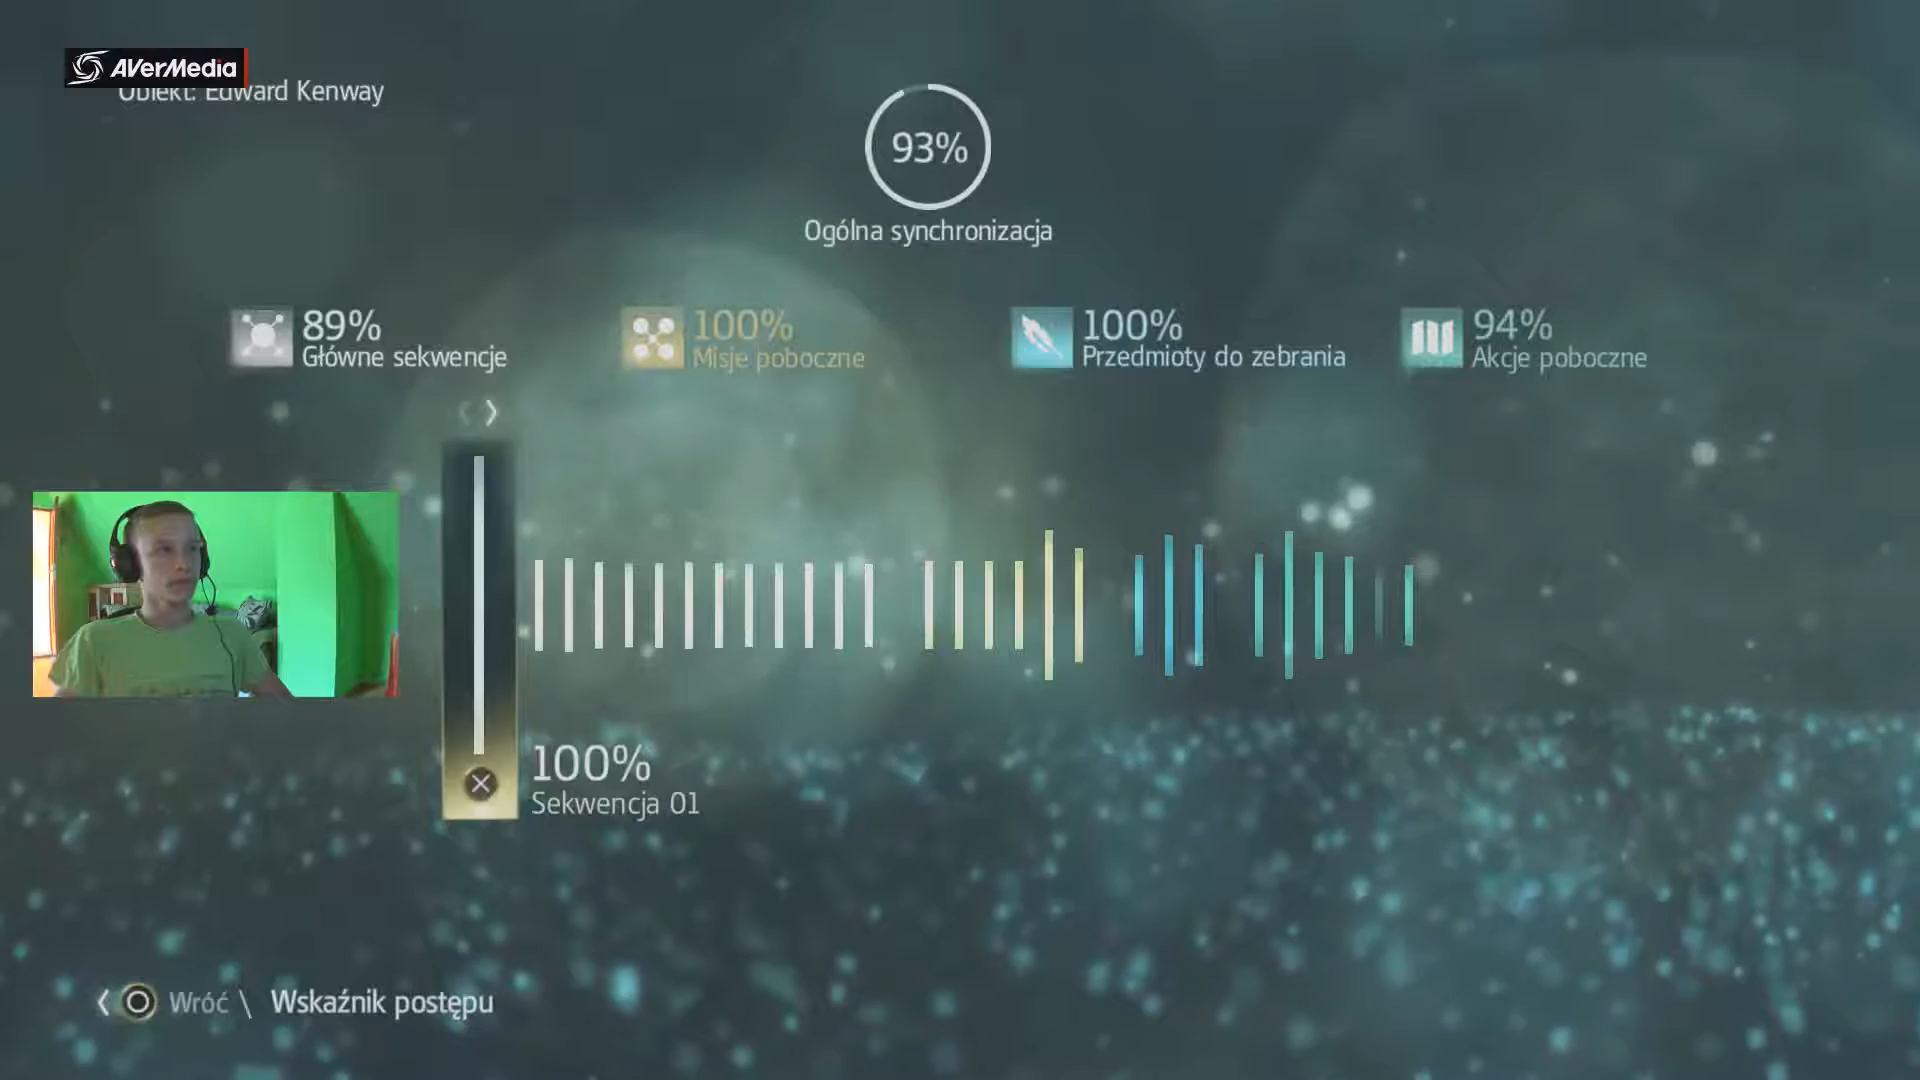 AVerMedia
Obiekt: Edward Kenway
93%
Ogólna synchronizacja
89%
Główne sekwencje
100%
Misje poboczne
100%
Przedmioty do zebrania
94%
Akcje poboczne
100%
Sekwencja 01
Wróć \ Wskaźnik postępu